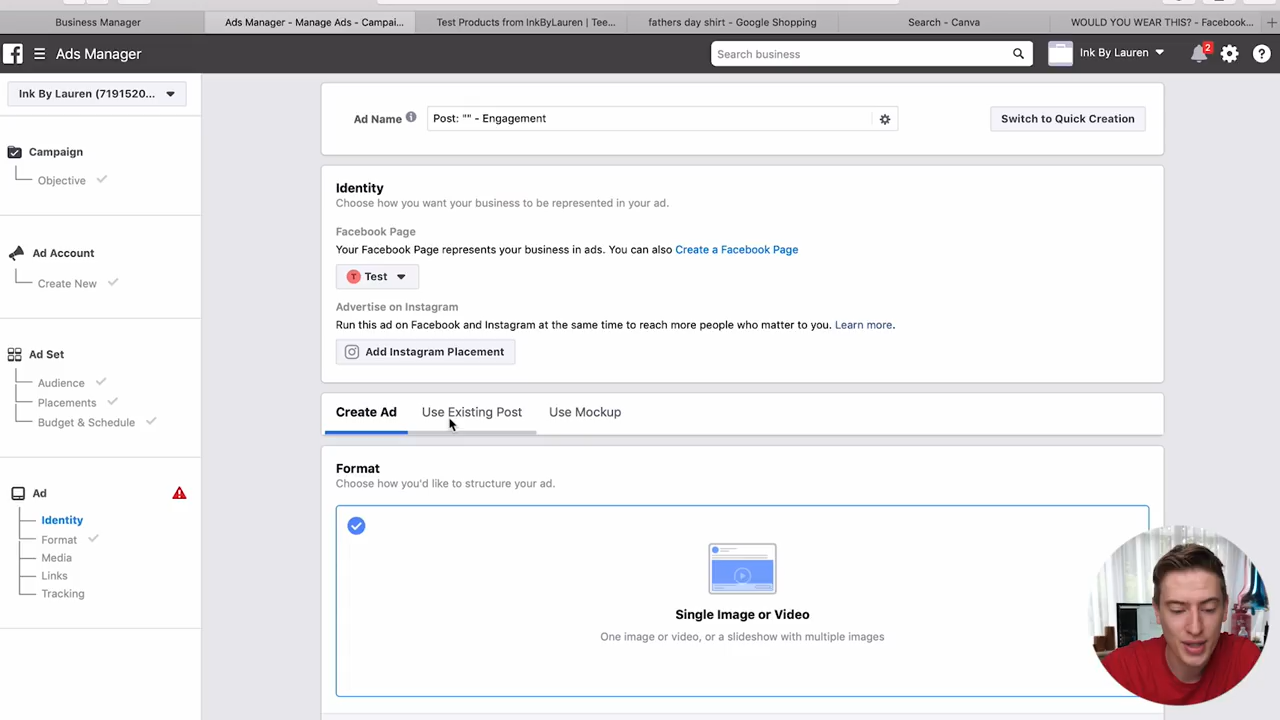 Business Manager
Ads Manager - Manage Ads - Campai...
Test Products from InkByLauren | Tee...
fathers day shirt - Google Shopping
Search - Canva
WOULD YOU WEAR THIS? - Facebook...
Ads Manager
Search business
Ink By Lauren
2
Ink By Lauren (7191520...
Campaign
Objective
Ad Account
Create New
Ad Set
Audience
Placements
Budget & Schedule
Ad
Identity
Format
Media
Links
Tracking
Ad Name
Post: "" - Engagement
Switch to Quick Creation
Identity
Choose how you want your business to be represented in your ad.
Facebook Page
Your Facebook Page represents your business in ads. You can also Create a Facebook Page
T Test
Advertise on Instagram
Run this ad on Facebook and Instagram at the same time to reach more people who matter to you. Learn more.
Add Instagram Placement
Create Ad
Use Existing Post
Use Mockup
Format
Choose how you'd like to structure your ad.
Single Image or Video
One image or video, or a slideshow with multiple images